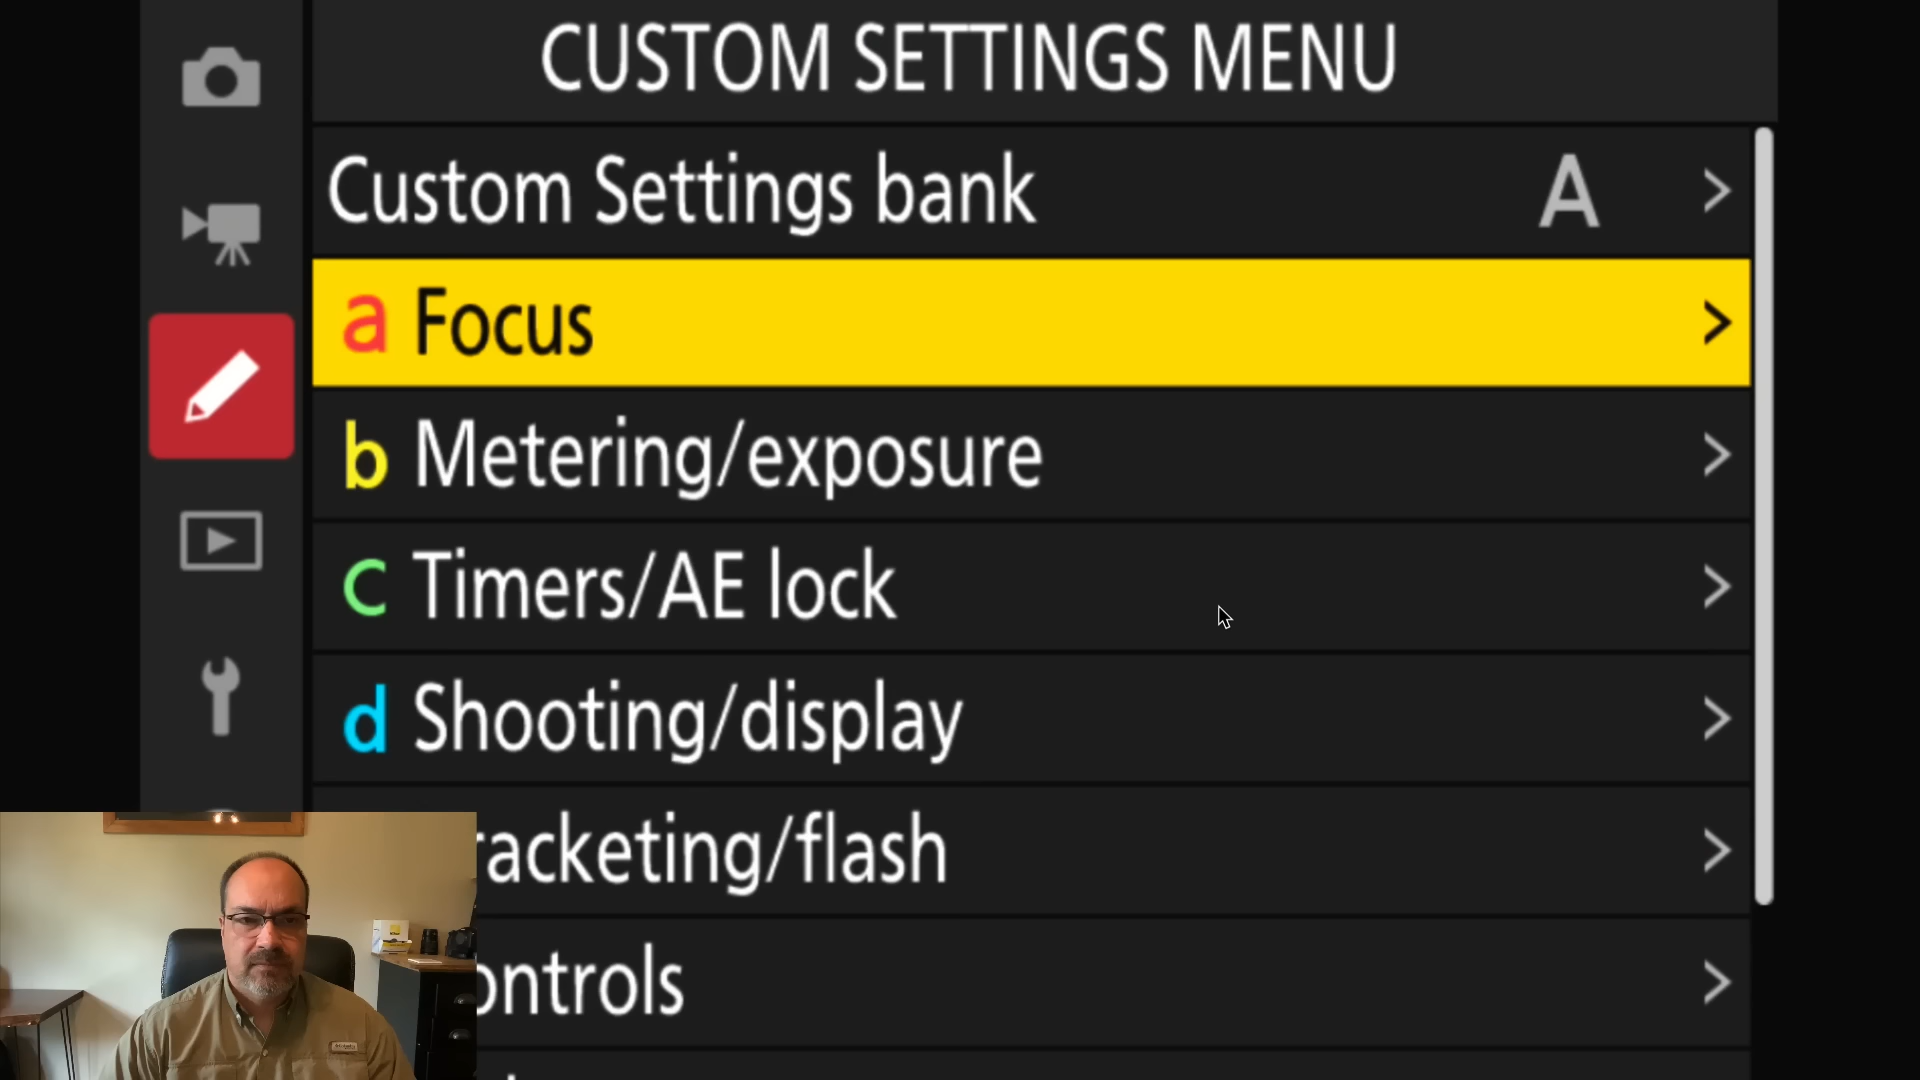 CUSTOM SETTINGS MENU
Custom Settings bank A >
a Focus >
b Metering/exposure >
c Timers/AE lock >
d Shooting/display >
racketing/flash >
ontrols >